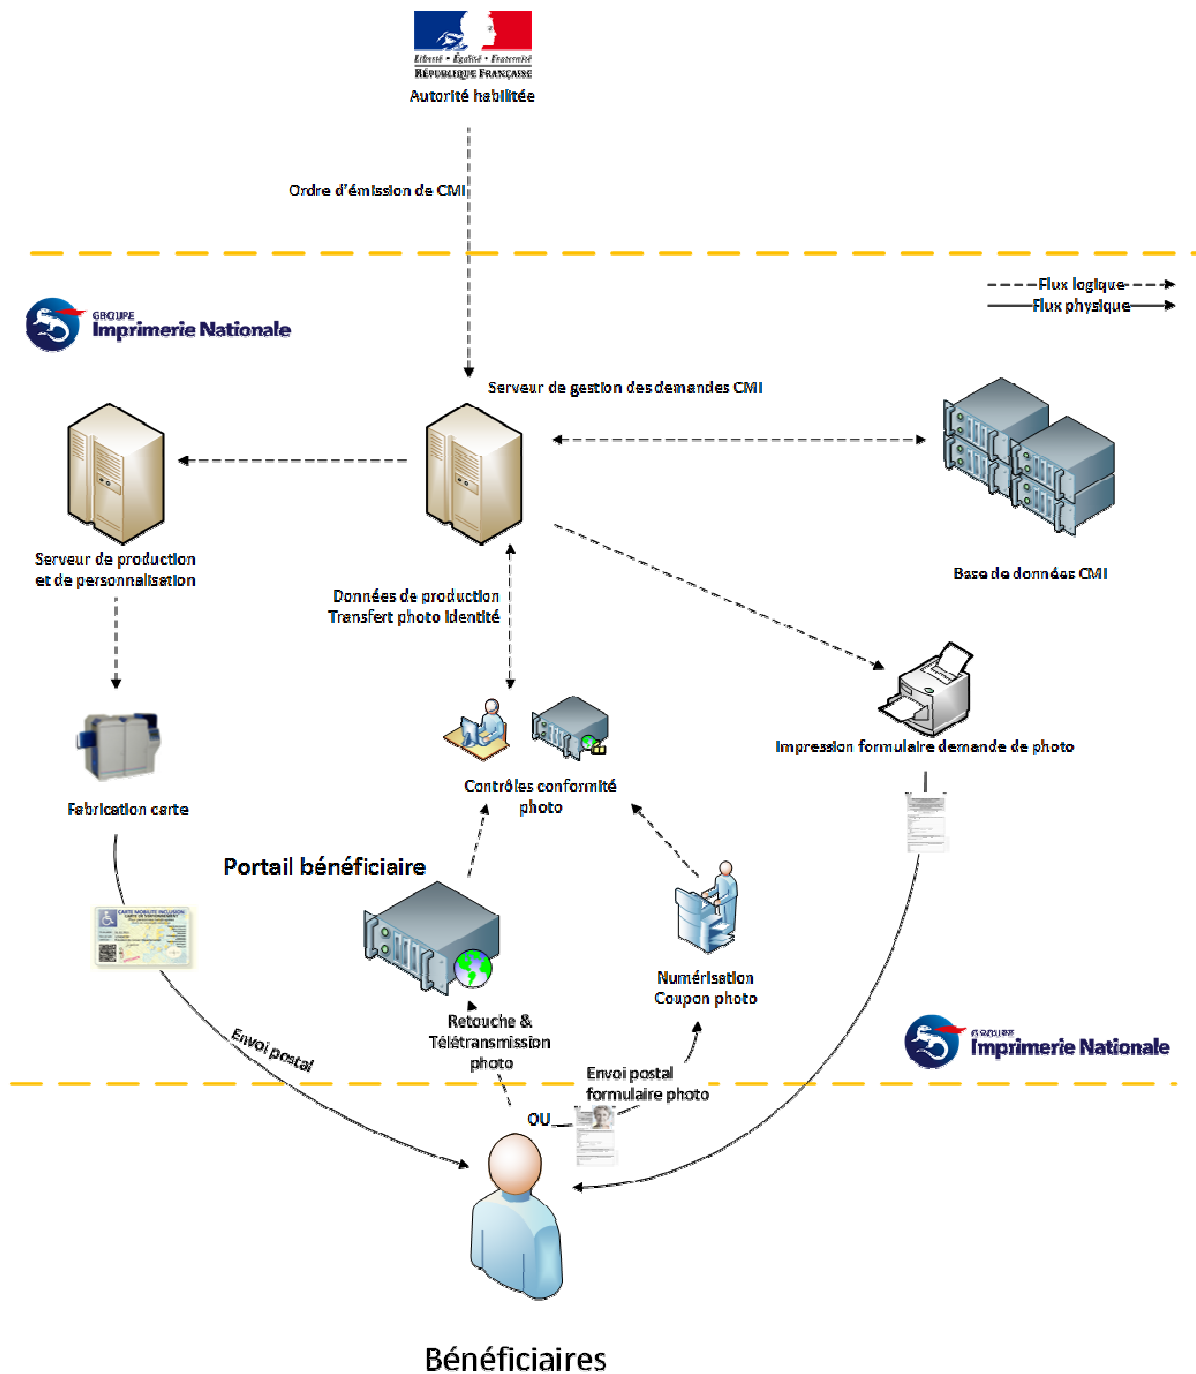 Liberté • Égalité • Fraternité
RÉPUBLIQUE FRANÇAISE
Autorité habilitée
Ordre d'émission de CMI
Flux logique
Flux physique
GROUPE
Imprimerie Nationale
Serveur de gestion des demandes CMI
Serveur de production
et de personnalisation
Base de données CMI
Données de production
Transfert photo identité
Impression formulaire demande de photo
Contrôles conformité
photo
Fabrication carte
Portail bénéficiaire
CARTE MOBILITE INCLUSION
Numérisation
Coupon photo
Retouche &
Télétransmission
photo
Envoi postal
GROUPE
Imprimerie Nationale
Envoi postal
formulaire photo
OU
Bénéficiaires